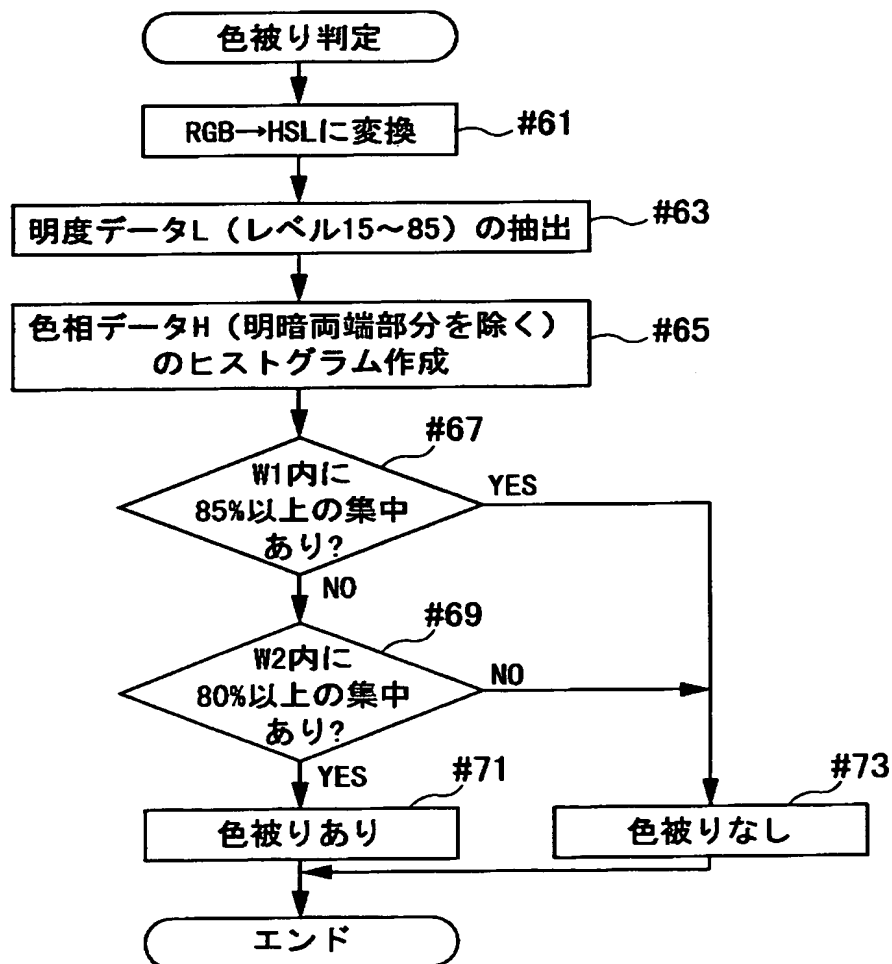 色被り判定
RGB→HSLに変換
#61
明度データL（レベル15～85）の抽出
#63
色相データH（明暗両端部分を除く）
のヒストグラム作成
#65
#67
W1内に
85%以上の集中
あり?
YES
NO
#69
W2内に
80%以上の集中
あり?
NO
YES
#71
色被りあり
#73
色被りなし
エンド